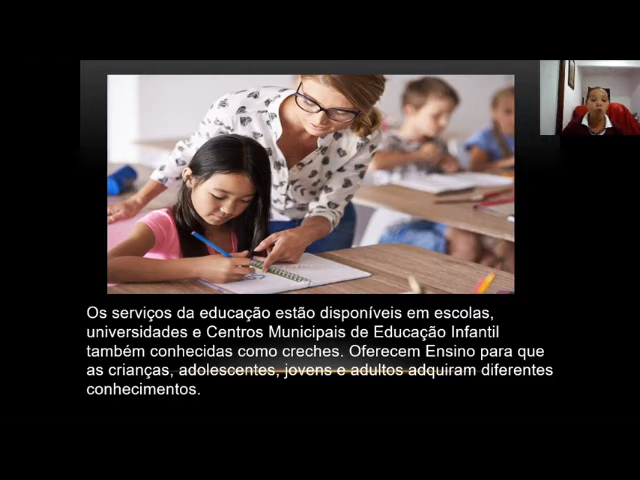 Os serviços da educação estão disponíveis em escolas,
universidades e Centros Municipais de Educação Infantil
também conhecidas como creches. Oferecem Ensino para que
as crianças, adolescentes, jovens e adultos adquiram diferentes
conhecimentos.